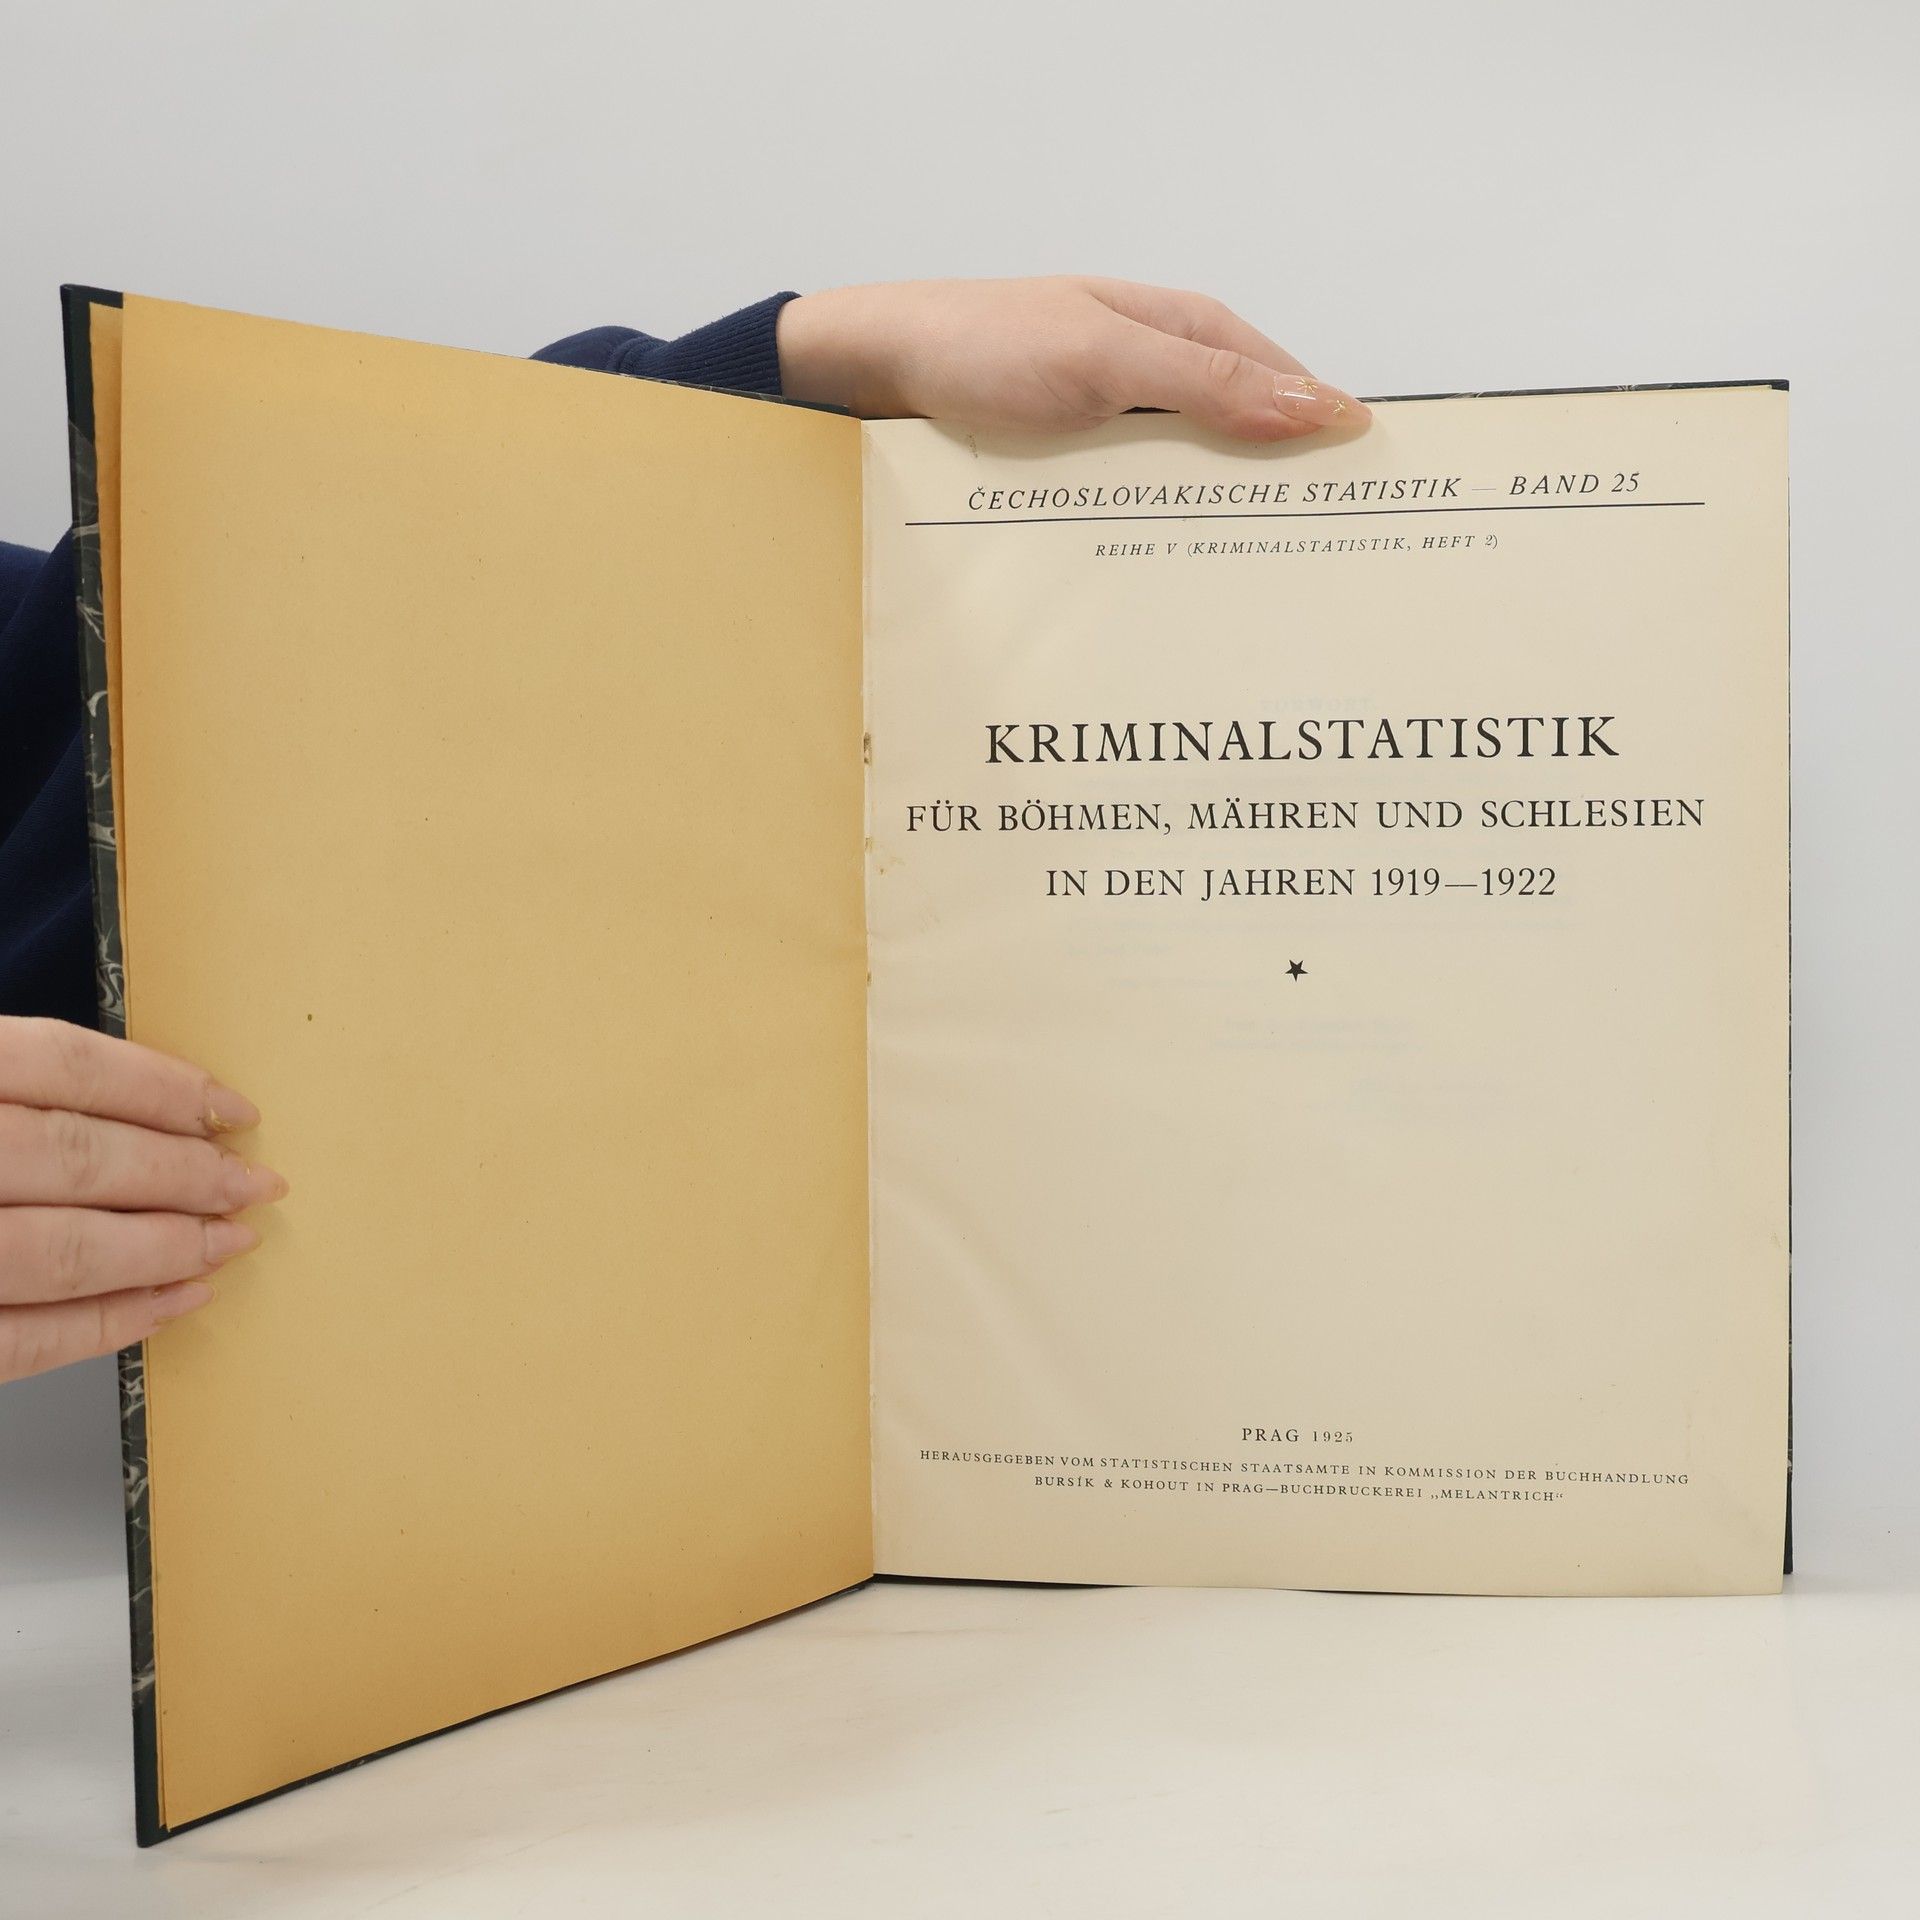 ČECHOSLOVAKISCHE STATISTIK — BAND 25
REIHE V (KRIMINALSTATISTIK, HEFT 2)
KRIMINALSTATISTIK
FÜR BÖHMEN, MÄHREN UND SCHLESIEN
IN DEN JAHREN 1919—1922
PRAG 1925
HERAUSGEGEBEN VOM STATISTISCHEN STAATSAMTE IN KOMMISSION DER BUCHHANDLUNG
BURSÍK & KOHOUT IN PRAG—BUCHDRUCKEREI „MELANTRICH“